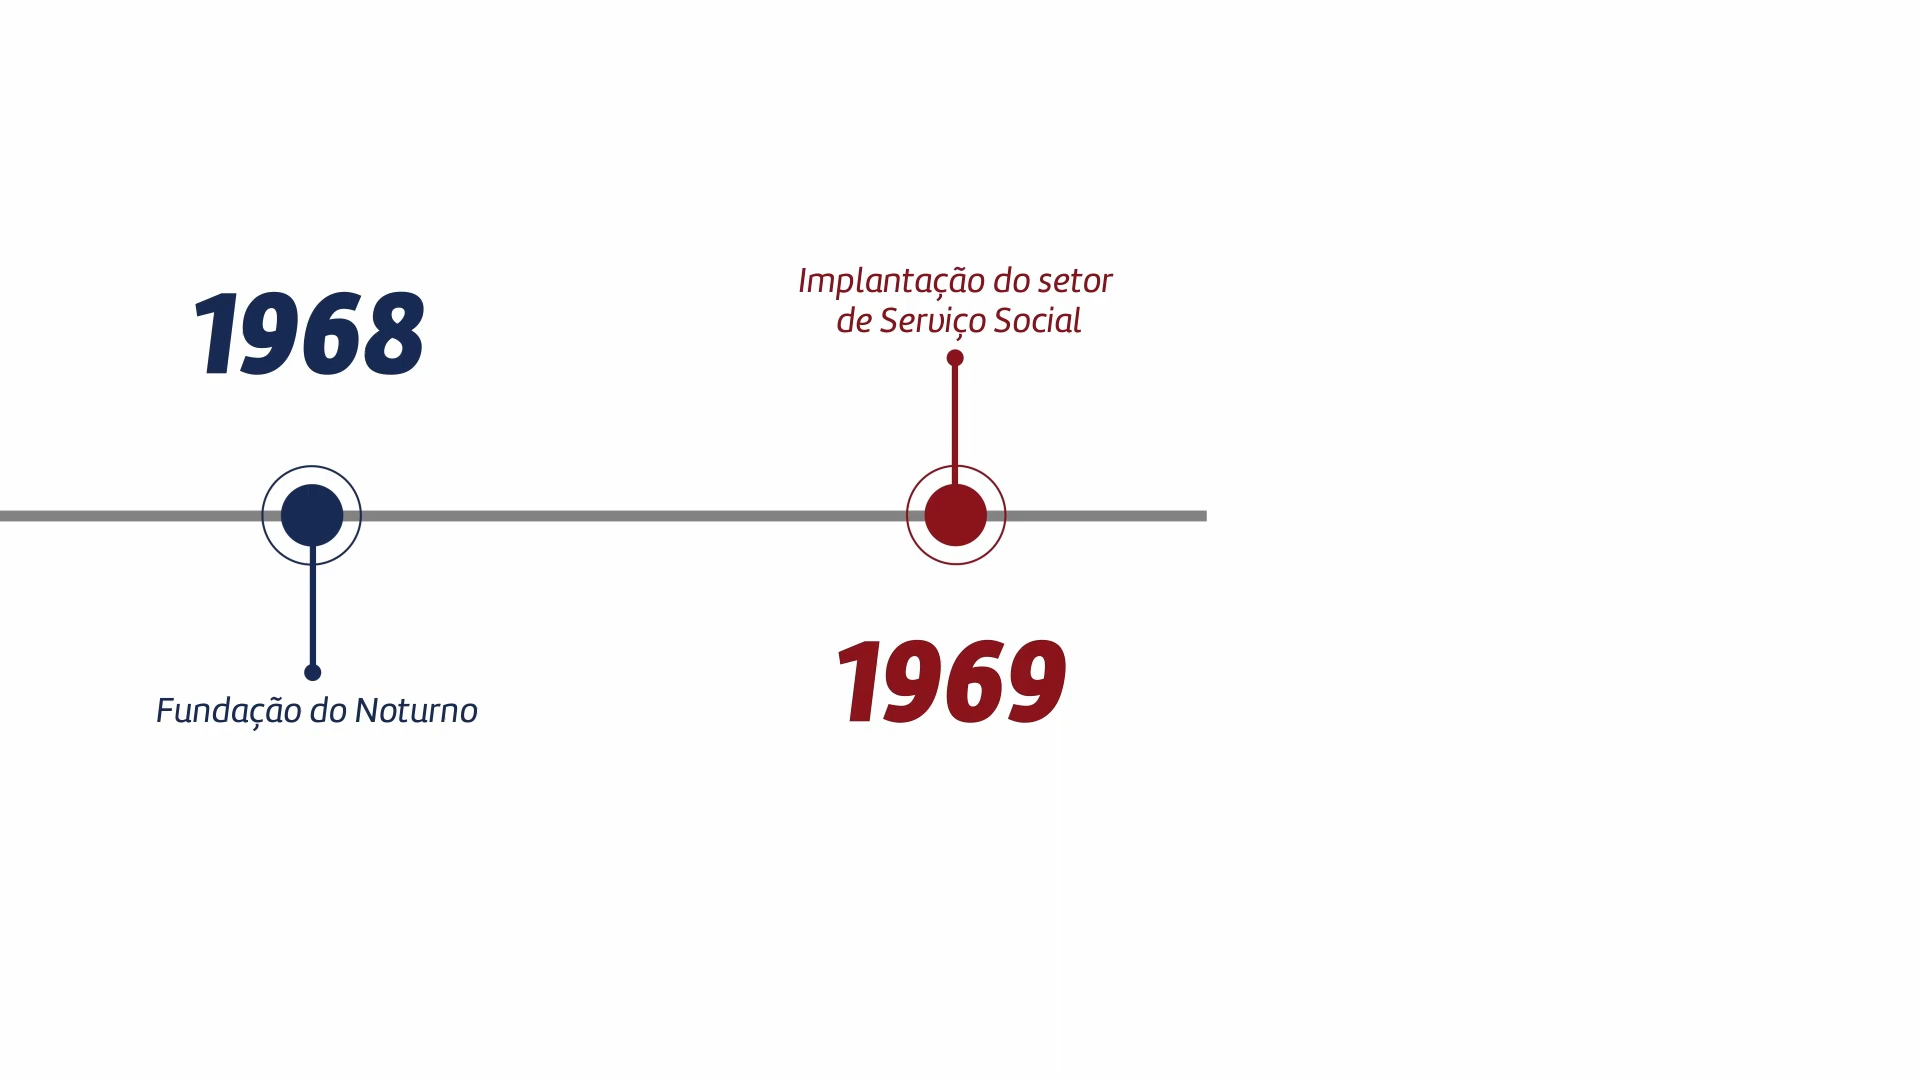 1968
Fundação do Noturno
Implantação do setor
de Serviço Social
1969